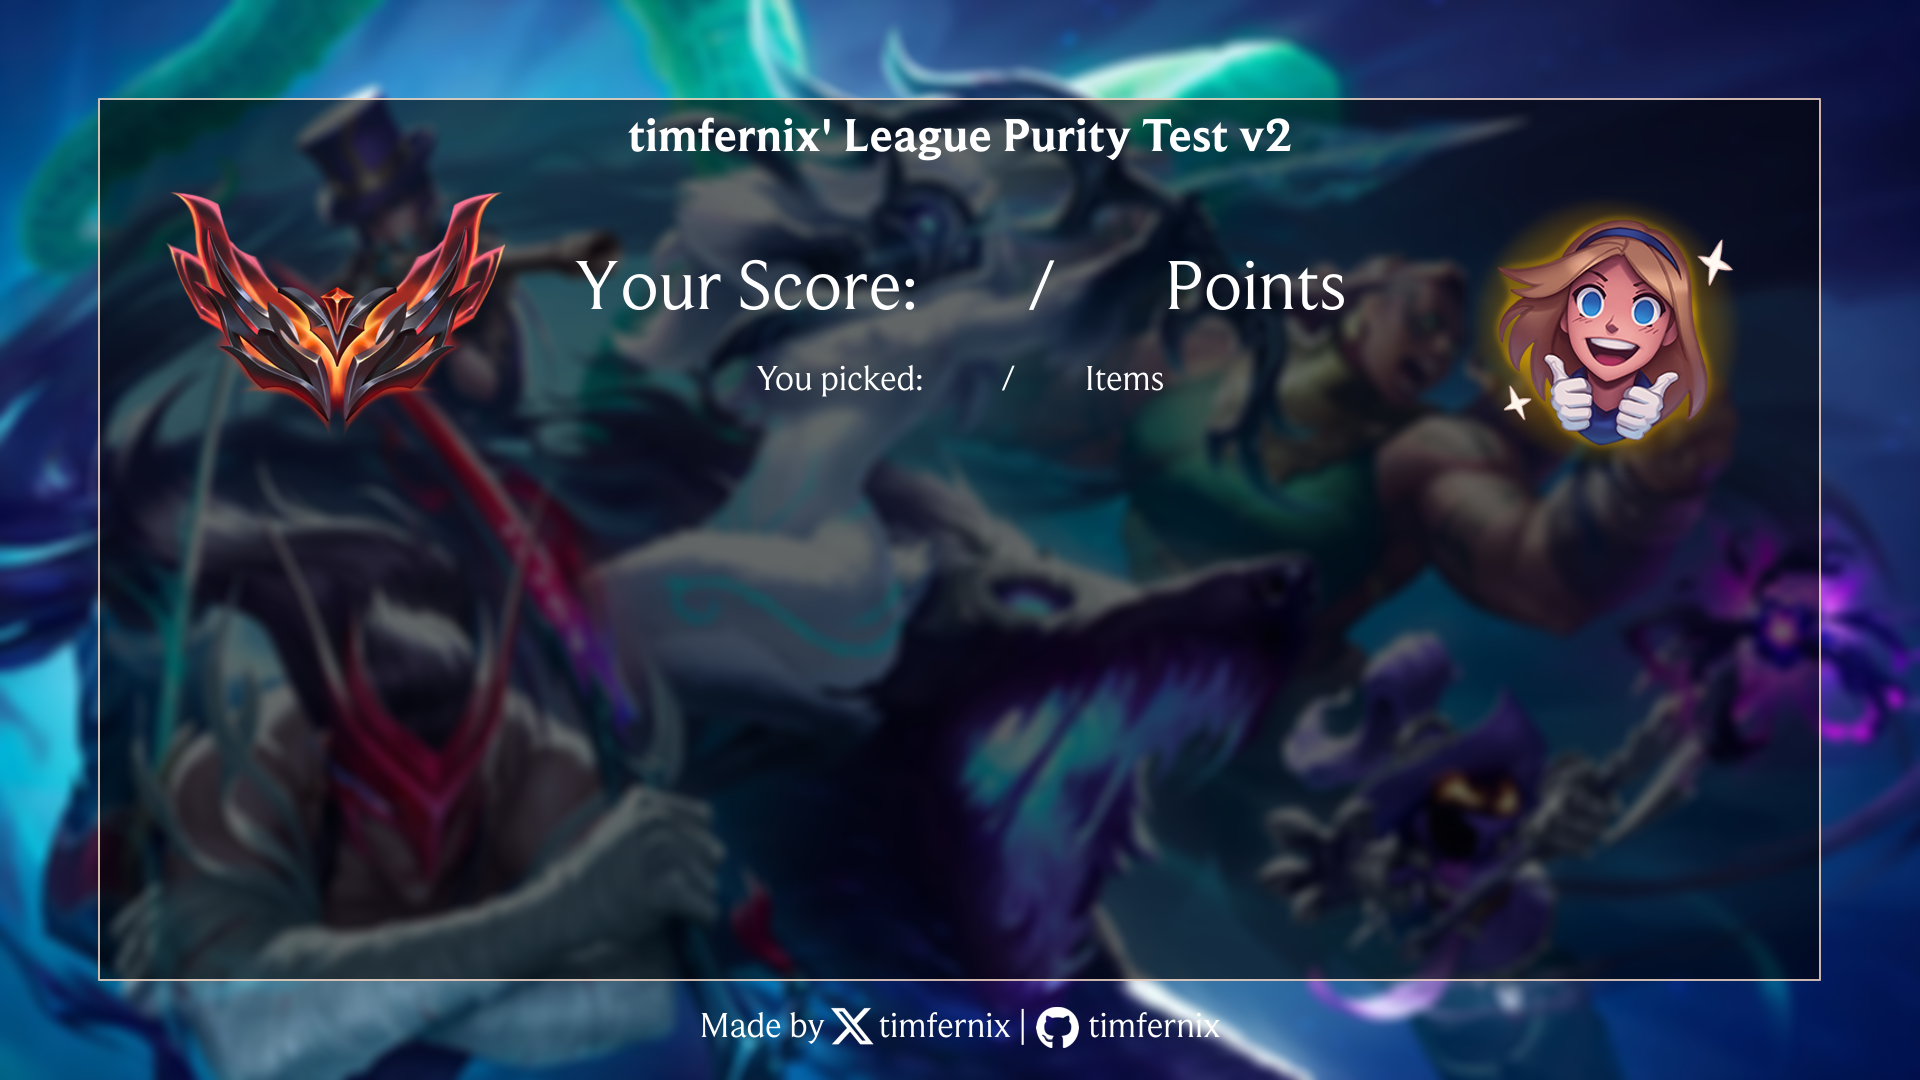 timfernix' League Purity Test v2
Your Score: / Points
You picked: / Items
Made by timfernix | timfernix